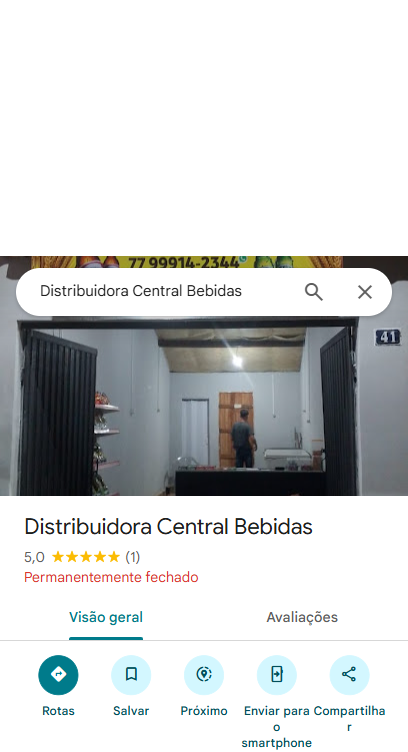 77 99914-2344
Distribuidora Central Bebidas
41
Distribuidora Central Bebidas
5,0 (1)
Permanentemente fechado
Visão geral Avaliações
Rotas Salvar Próximo Enviar para o smartphone Compartilhar